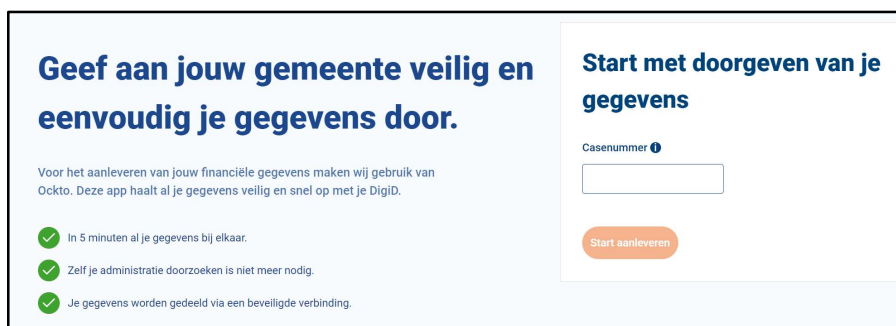 Geef aan jouw gemeente veilig en
eenvoudig je gegevens door.
Voor het aanleveren van jouw financiële gegevens maken wij gebruik van
Ockto. Deze app haalt al je gegevens veilig en snel op met je DigiD.
In 5 minuten al je gegevens bij elkaar.
Zelf je administratie doorzoeken is niet meer nodig.
Je gegevens worden gedeeld via een beveiligde verbinding.
Start met doorgeven van je
gegevens
Casenummer i
Start aanleveren